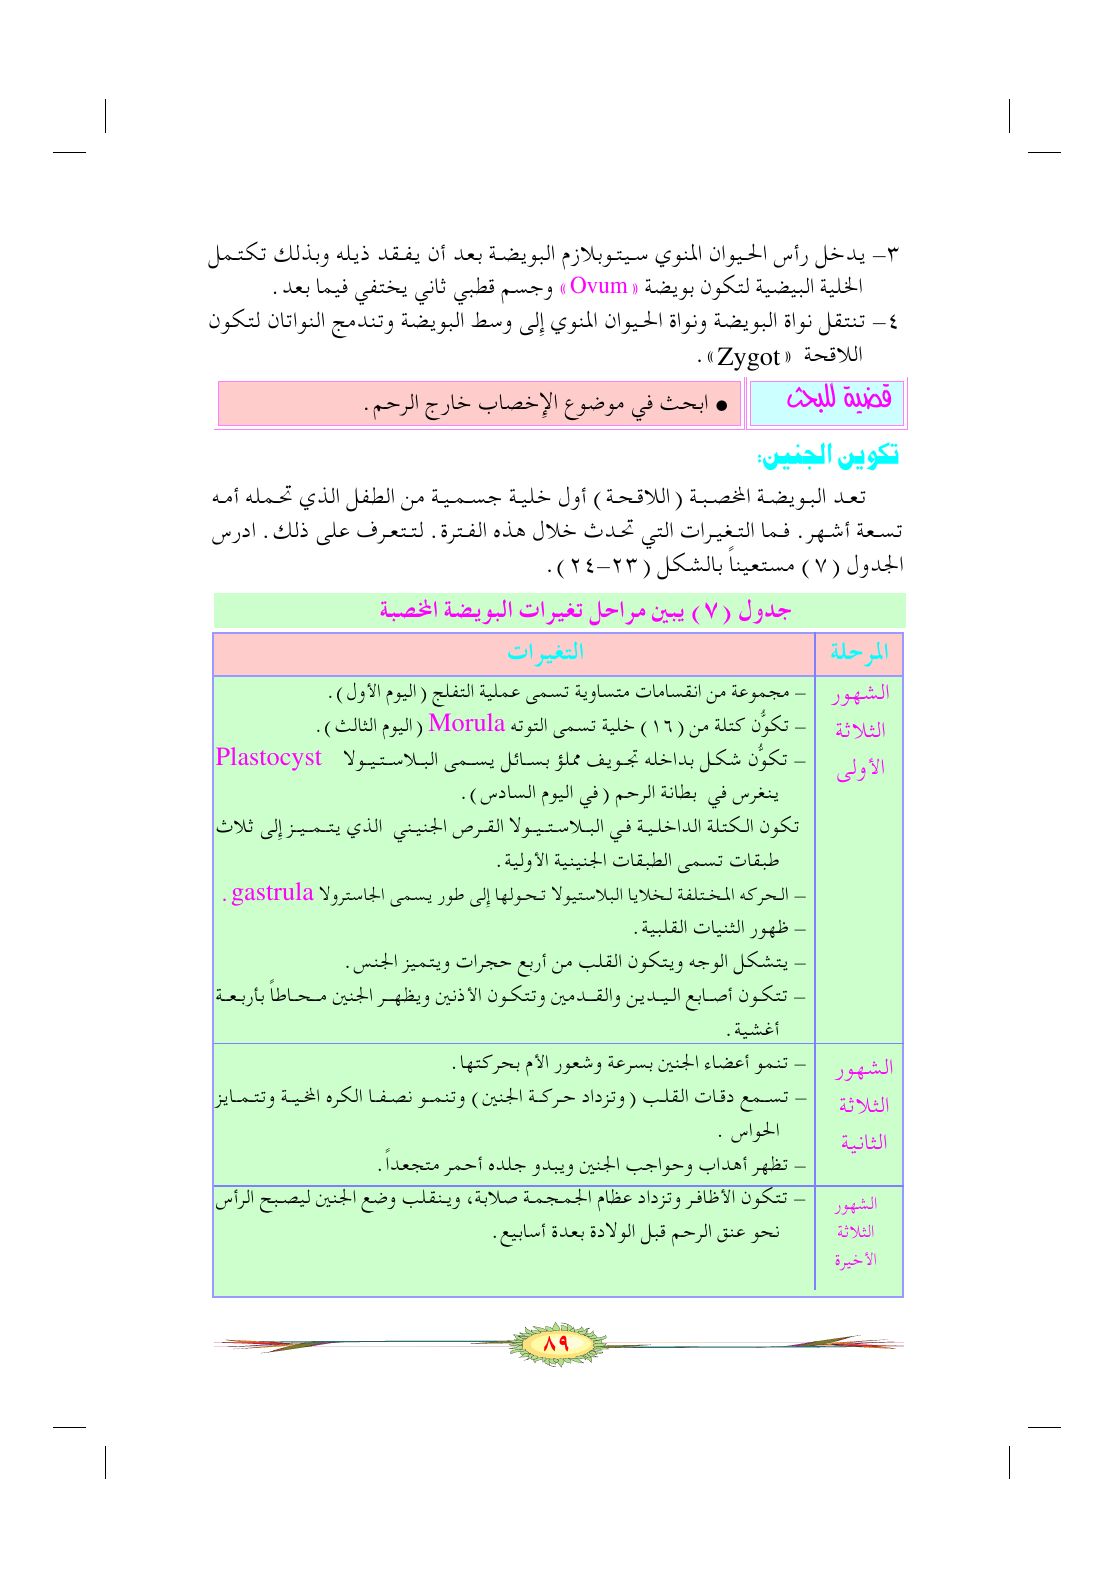 ٣– يدخل رأس الحيوان المنوي سيتوبلازم البويضة بعد أن يفقد ذيله وبذلك تكتمل
الخلية البيضية لتكون بويضة «Ovum» وجسم قطبي ثاني يختفي فيما بعد.
٤– تنتقل نواة البويضة ونواة الحيوان المنوي إلى وسط البويضة وتندمج النواتان لتكون
اللاقحة «Zygot».
قضية للبحث
● ابحث في موضوع الإخصاب خارج الرحم.
تكوين الجنين:
تعد البويضة المخصبة (اللاقحة) أول خلية جسمية من الطفل الذي تحمله أمه
تسعة أشهر. فما التغيرات التي تحدث خلال هذه الفترة. لتتعرف على ذلك. ادرس
الجدول (٧) مستعيناً بالشكل (٢٣–٢٤).
جدول (٧) يبين مراحل تغيرات البويضة المخصبة
المرحلة
التغيرات
الشهور
الثلاثة
الأولى
– مجموعة من انقسامات متساوية تسمى عملية التفلج (اليوم الأول).
– تكوُّن كتلة من (١٦) خلية تسمى التوته Morula (اليوم الثالث).
– تكوُّن شكل بداخله تجويف مملؤ بسائل يسمى البلاستيولا Plastocyst
ينغرس في بطانة الرحم (في اليوم السادس).
تكون الكتلة الداخلية في البلاستيولا القرص الجنيني الذي يتميز إلى ثلاث
طبقات تسمى الطبقات الجنينية الأولية.
– الحركه المختلفة لخلايا البلاستيولا تحولها إلى طور يسمى الجاسترولا gastrula.
– ظهور الثنيات القلبية.
– يتشكل الوجه ويتكون القلب من أربع حجرات ويتميز الجنس.
– تتكون أصابع اليدين والقدمين وتتكون الأذنين ويظهر الجنين محاطاً بأربعة
أغشية.
الشهور
الثلاثة
الثانية
– تنمو أعضاء الجنين بسرعة وشعور الأم بحركتها.
– تسمع دقات القلب (وتزداد حركة الجنين) وتنمو نصفا الكره المخية وتتمايز
الحواس .
– تظهر أهداب وحواجب الجنين ويبدو جلده أحمر متجعداً.
الشهور
الثلاثة
الأخيرة
– تتكون الأظافر وتزداد عظام الجمجمة صلابة، وينقلب وضع الجنين ليصبح الرأس
نحو عنق الرحم قبل الولادة بعدة أسابيع.
٨٩